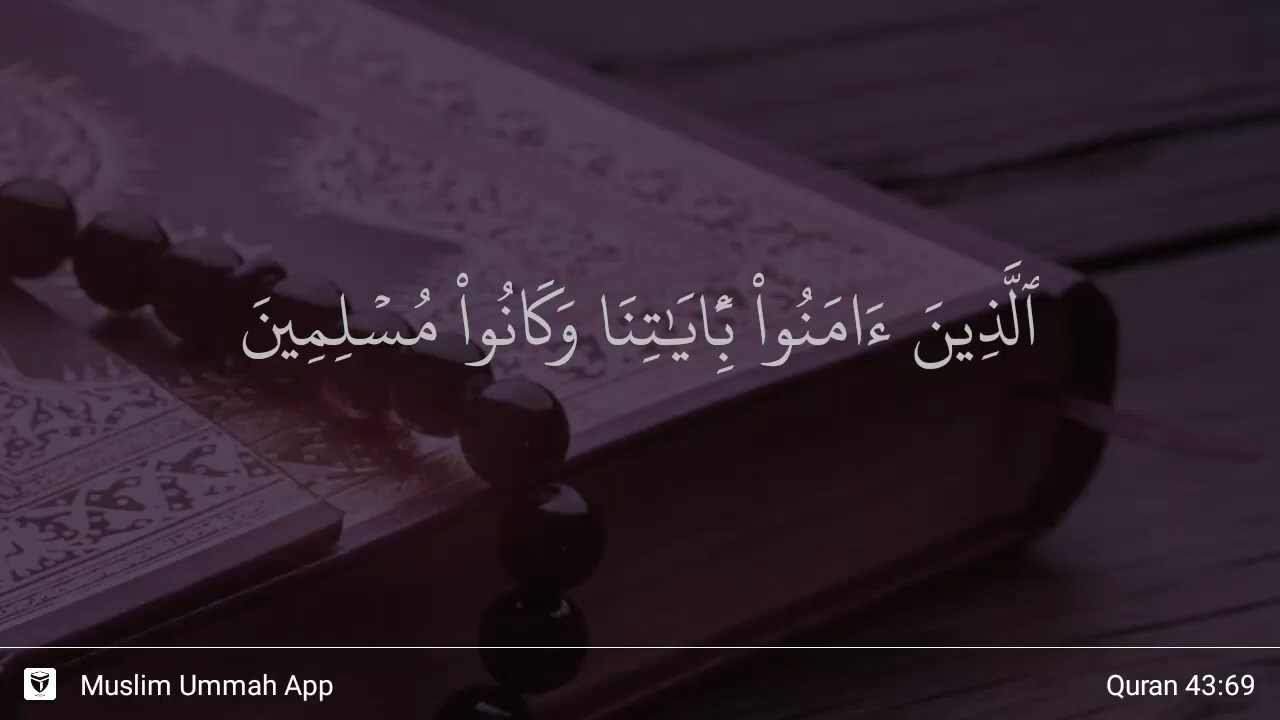 ٱلَّذِينَ ءَامَنُوا۟ بِـَٔايَـٰتِنَا وَكَانُوا۟ مُسْلِمِينَ
Muslim Ummah App
Quran 43:69